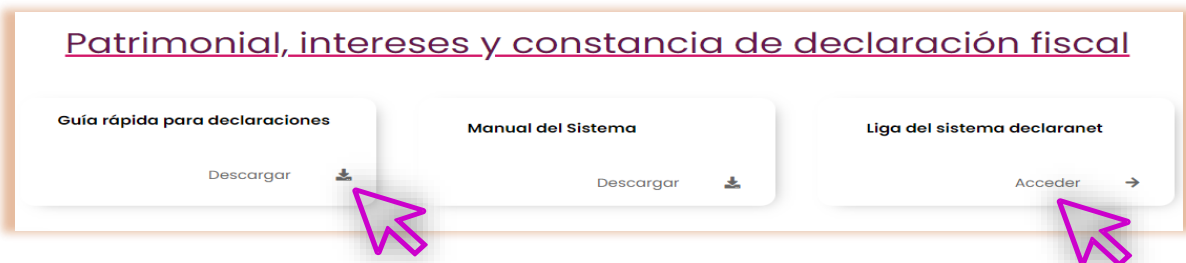 Patrimonial, intereses y constancia de declaración fiscal
Guía rápida para declaraciones
Descargar
Manual del Sistema
Descargar
Liga del sistema declaranet
Acceder